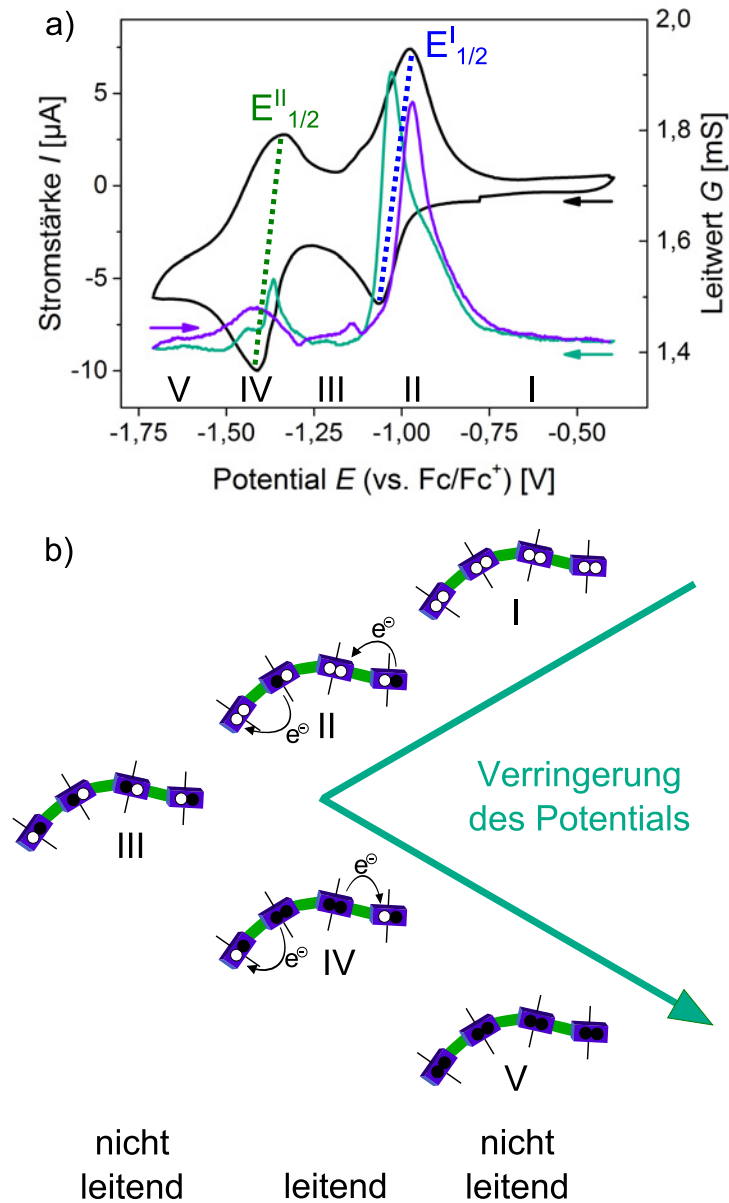 a)
E^I_1/2
E^II_1/2
2,0
1,8
1,6
1,4
Leitwert G [mS]
5
0
-5
-10
Stromstärke I [µA]
V IV III II I
-1,75 -1,50 -1,25 -1,00 -0,75 -0,50
Potential E (vs. Fc/Fc⁺) [V]
b)
I
e⊖
II
e⊖
Verringerung
des Potentials
III
e⊖
IV
e⊖
V
nicht
leitend
leitend
nicht
leitend